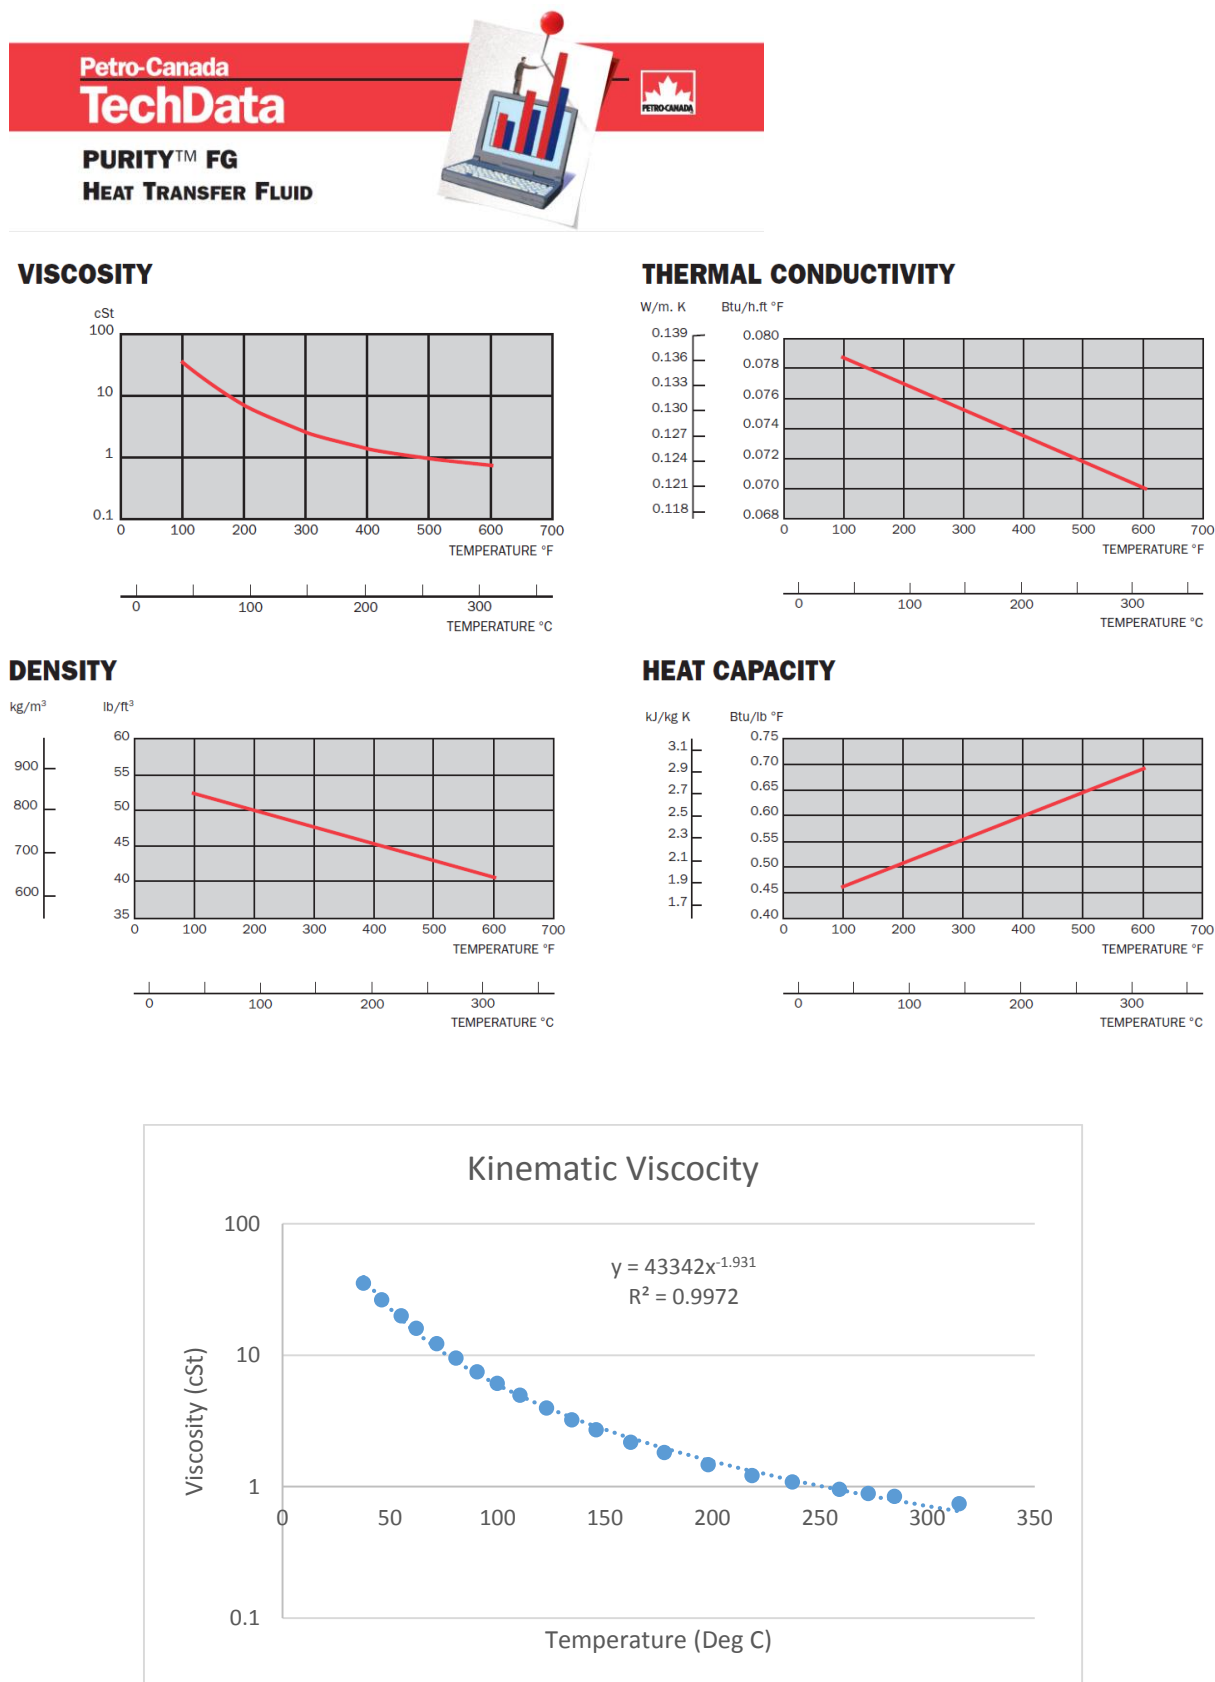 Petro-Canada
TechData
PETRO-CANADA
PURITY™ FG
HEAT TRANSFER FLUID
VISCOSITY
cSt
100
10
1
0.1
0 100 200 300 400 500 600 700
TEMPERATURE °F
0 100 200 300
TEMPERATURE °C
THERMAL CONDUCTIVITY
W/m. K Btu/h.ft °F
0.139
0.136
0.133
0.130
0.127
0.124
0.121
0.118
0.080
0.078
0.076
0.074
0.072
0.070
0.068
0 100 200 300 400 500 600 700
TEMPERATURE °F
0 100 200 300
TEMPERATURE °C
DENSITY
kg/m³ lb/ft³
900
800
700
600
60
55
50
45
40
35
0 100 200 300 400 500 600 700
TEMPERATURE °F
0 100 200 300
TEMPERATURE °C
HEAT CAPACITY
kJ/kg K Btu/lb °F
3.1
2.9
2.7
2.5
2.3
2.1
1.9
1.7
0.75
0.70
0.65
0.60
0.55
0.50
0.45
0.40
0 100 200 300 400 500 600 700
TEMPERATURE °F
0 100 200 300
TEMPERATURE °C
Kinematic Viscocity
y = 43342x^-1.931
R² = 0.9972
Viscosity (cSt)
100
10
1
0.1
0 50 100 150 200 250 300 350
Temperature (Deg C)